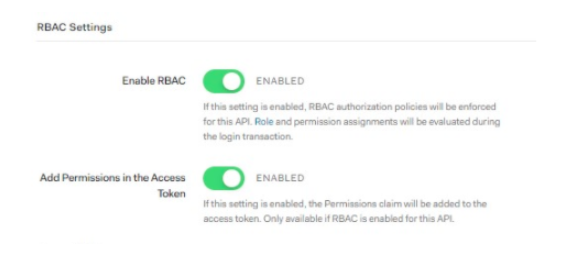 RBAC Settings
Enable RBAC
ENABLED
If this setting is enabled, RBAC authorization policies will be enforced
for this API. Role and permission assignments will be evaluated during
the login transaction.
Add Permissions in the Access
Token
ENABLED
If this setting is enabled, the Permissions claim will be added to the
access token. Only available if RBAC is enabled for this API.